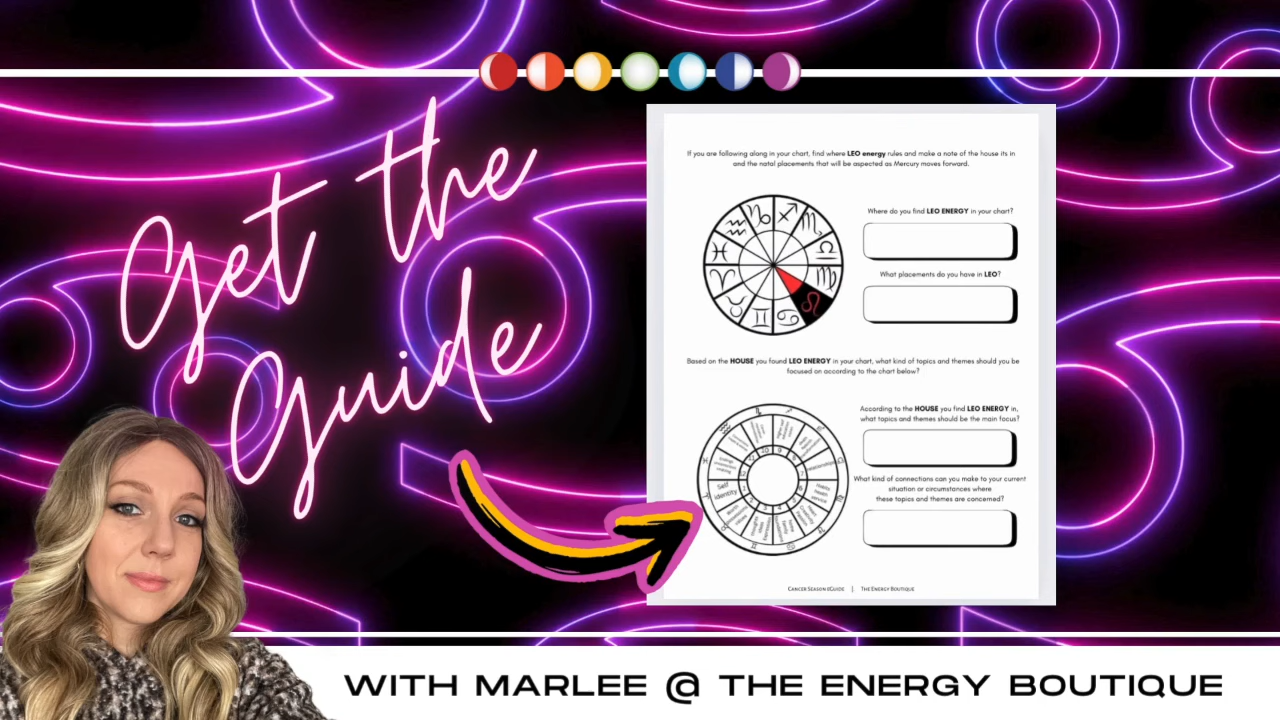 Get the
Guide
If you are following along in your chart, find where LEO energy rules and make a note of the house its in
and the natal placements that will be aspected as Mercury moves forward.
Where do you find LEO ENERGY in your chart?
What placements do you have in LEO?
Based on the HOUSE you found LEO ENERGY in your chart, what kind of topics and themes should you be
focused on according to the chart below?
According to the HOUSE you find LEO ENERGY in,
what topics and themes should be the main focus?
Self
Identity
What kind of connections can you make to your current
situation or circumstances where
these topics and themes are concerned?
CANCER SEASON I/GUIDE | THE ENERGY BOUTIQUE
WITH MARLEE @ THE ENERGY BOUTIQUE